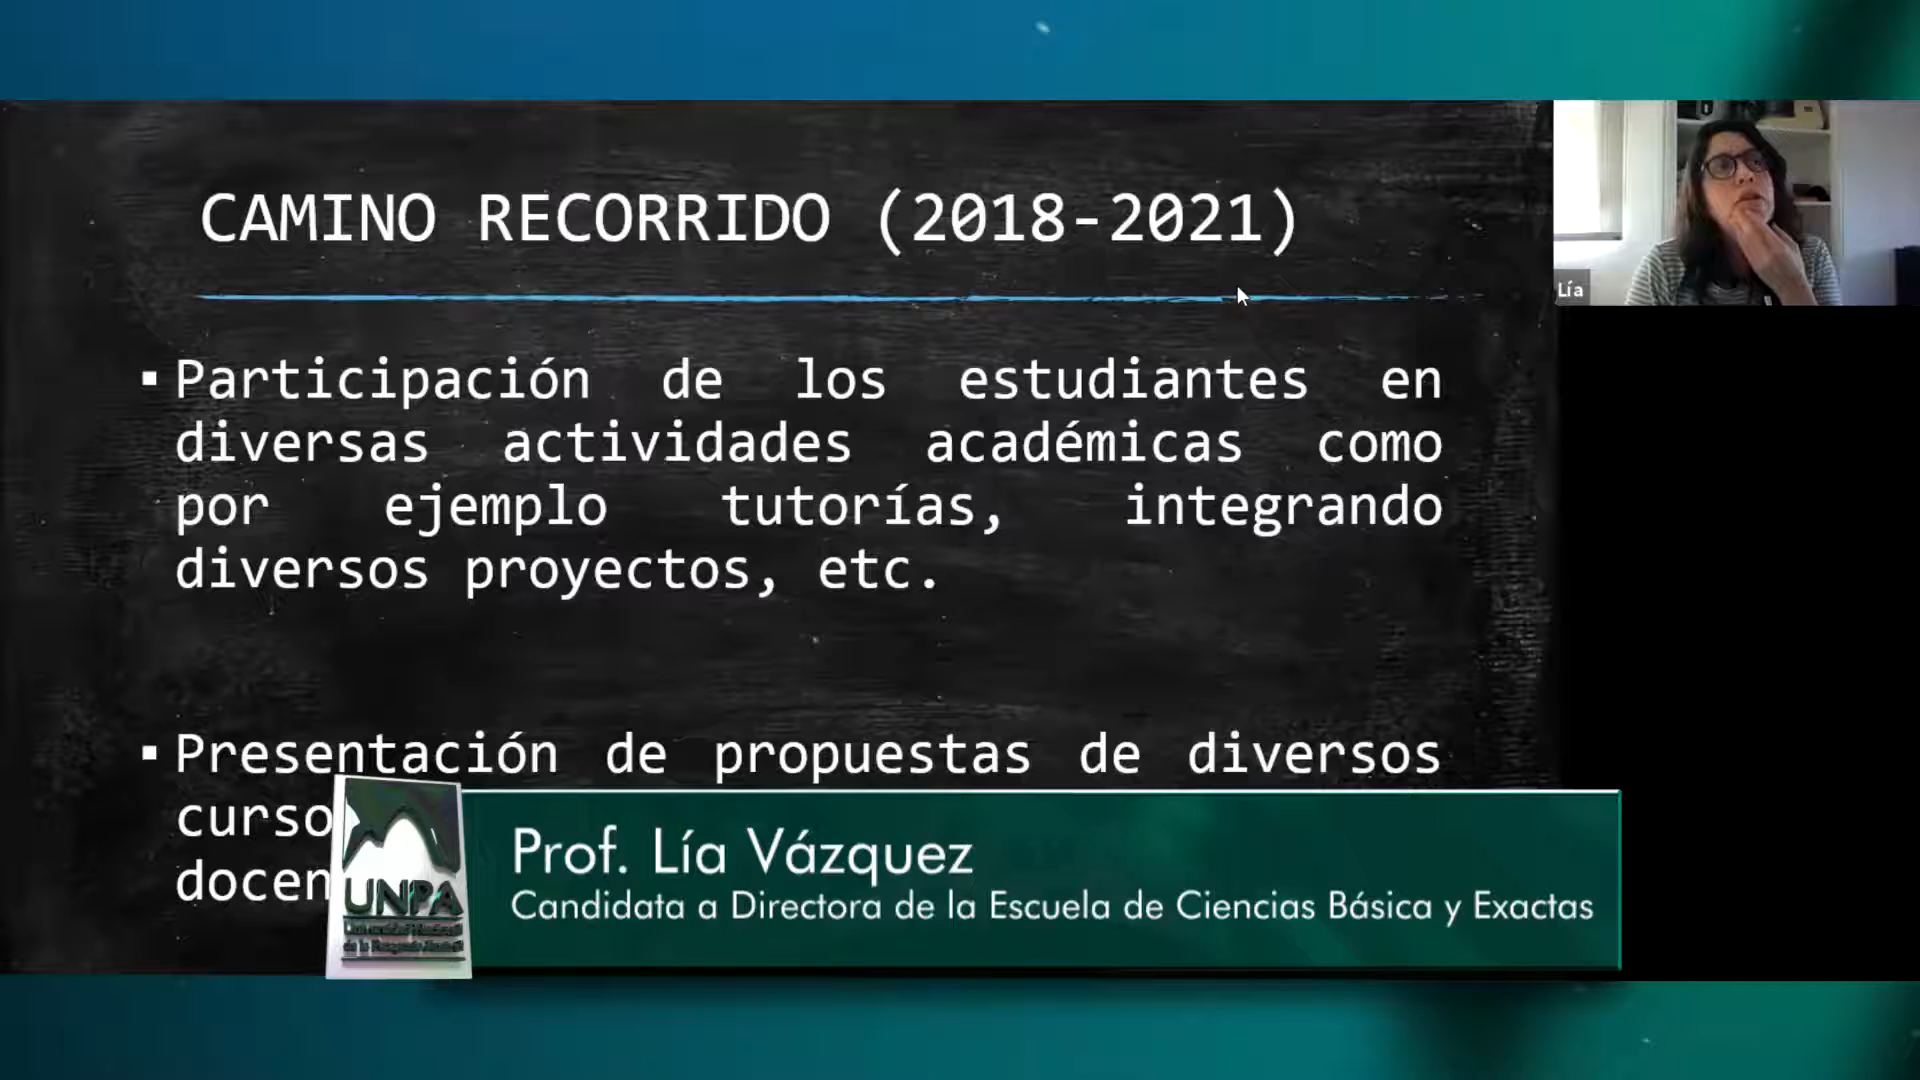 CAMINO RECORRIDO (2018-2021)
Lía
▪ Participación de los estudiantes en
diversas actividades académicas como
por ejemplo tutorías, integrando
diversos proyectos, etc.
▪ Presentación de propuestas de diversos
curso
docen
UNPA
Prof. Lía Vázquez
Candidata a Directora de la Escuela de Ciencias Básica y Exactas